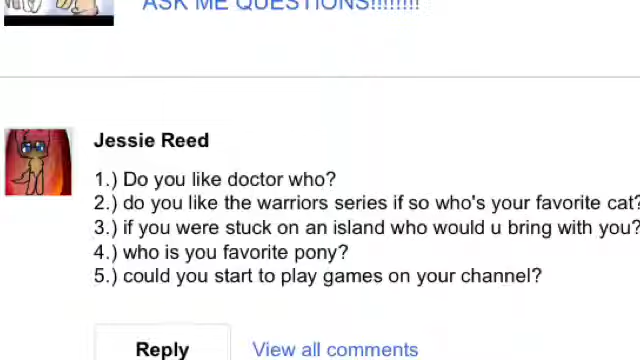 ASK ME QUESTIONS!!!!!!!!
Jessie Reed
1.) Do you like doctor who?
2.) do you like the warriors series if so who's your favorite cat?
3.) if you were stuck on an island who would u bring with you?
4.) who is you favorite pony?
5.) could you start to play games on your channel?
Reply
View all comments